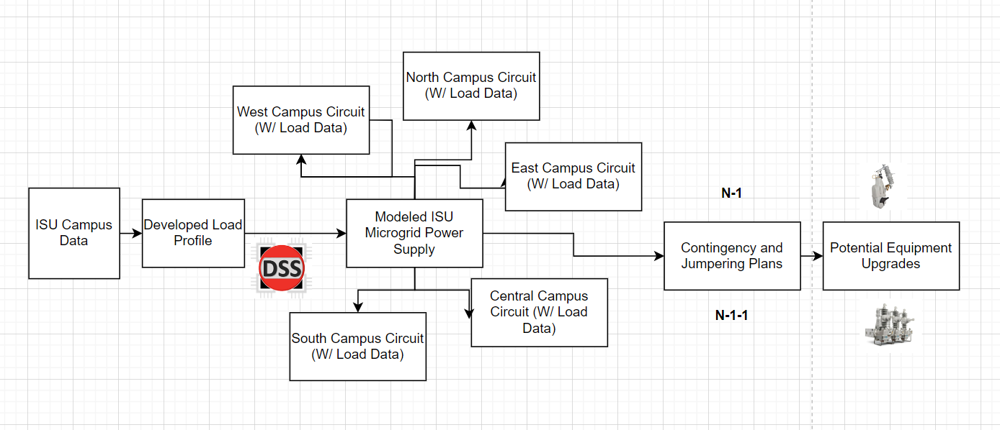 North Campus Circuit
(W/ Load Data)
West Campus Circuit
(W/ Load Data)
East Campus Circuit
(W/ Load Data)
N-1
ISU Campus
Data
Developed Load
Profile
Modeled ISU
Microgrid Power
Supply
Contingency and
Jumpering Plans
Potential Equipment
Upgrades
DSS
Central Campus
Circuit (W/ Load
Data)
N-1-1
South Campus Circuit
(W/ Load Data)